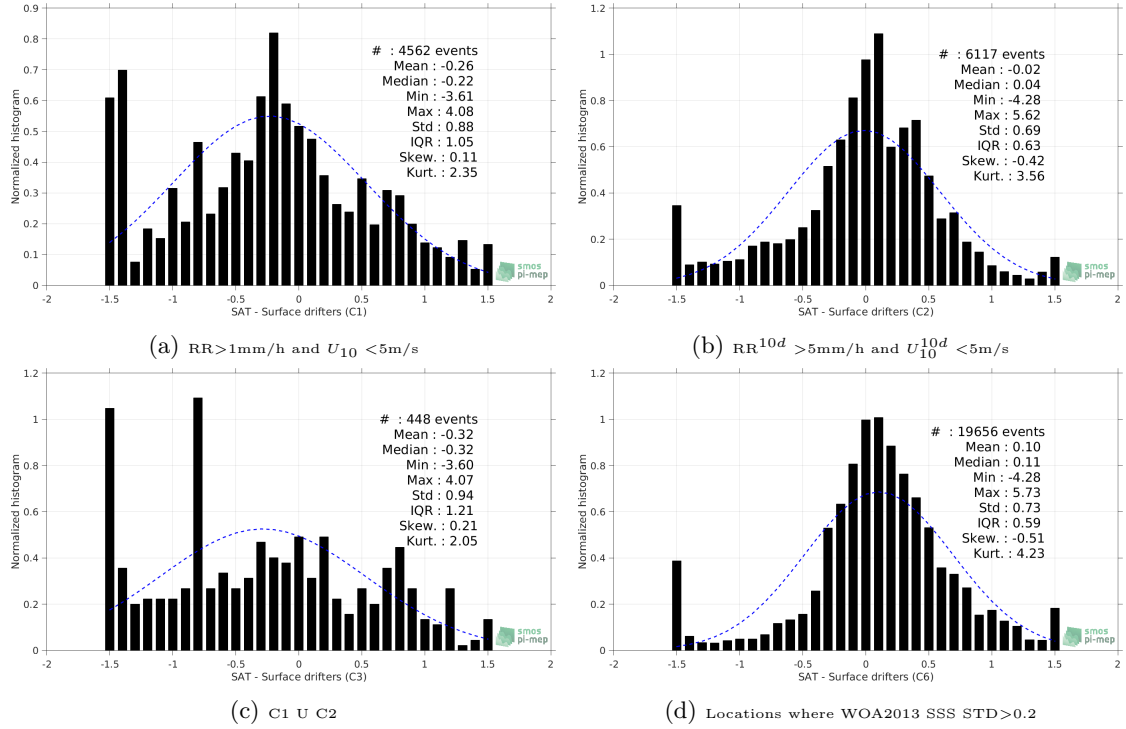 0.9
0.8
0.7
0.6
0.5
0.4
0.3
0.2
0.1
0
Normalized histogram
# : 4562 events
Mean : -0.26
Median : -0.22
Min : -3.61
Max : 4.08
Std : 0.88
IQR : 1.05
Skew. : 0.11
Kurt. : 2.35
smos
pi-mep
-2 -1.5 -1 -0.5 0 0.5 1 1.5 2
SAT - Surface drifters (C1)
(a) RR>1mm/h and U10 <5m/s
1.2
1
0.8
0.6
0.4
0.2
0
Normalized histogram
# : 6117 events
Mean : -0.02
Median : 0.04
Min : -4.28
Max : 5.62
Std : 0.69
IQR : 0.63
Skew. : -0.42
Kurt. : 3.56
smos
pi-mep
-2 -1.5 -1 -0.5 0 0.5 1 1.5 2
SAT - Surface drifters (C2)
(b) RR^10d >5mm/h and U10^10d <5m/s
1.2
1
0.8
0.6
0.4
0.2
0
Normalized histogram
# : 448 events
Mean : -0.32
Median : -0.32
Min : -3.60
Max : 4.07
Std : 0.94
IQR : 1.21
Skew. : 0.21
Kurt. : 2.05
smos
pi-mep
-2 -1.5 -1 -0.5 0 0.5 1 1.5 2
SAT - Surface drifters (C3)
(c) C1 U C2
1.2
1
0.8
0.6
0.4
0.2
0
Normalized histogram
# : 19656 events
Mean : 0.10
Median : 0.11
Min : -4.28
Max : 5.73
Std : 0.73
IQR : 0.59
Skew. : -0.51
Kurt. : 4.23
smos
pi-mep
-2 -1.5 -1 -0.5 0 0.5 1 1.5 2
SAT - Surface drifters (C6)
(d) Locations where WOA2013 SSS STD>0.2